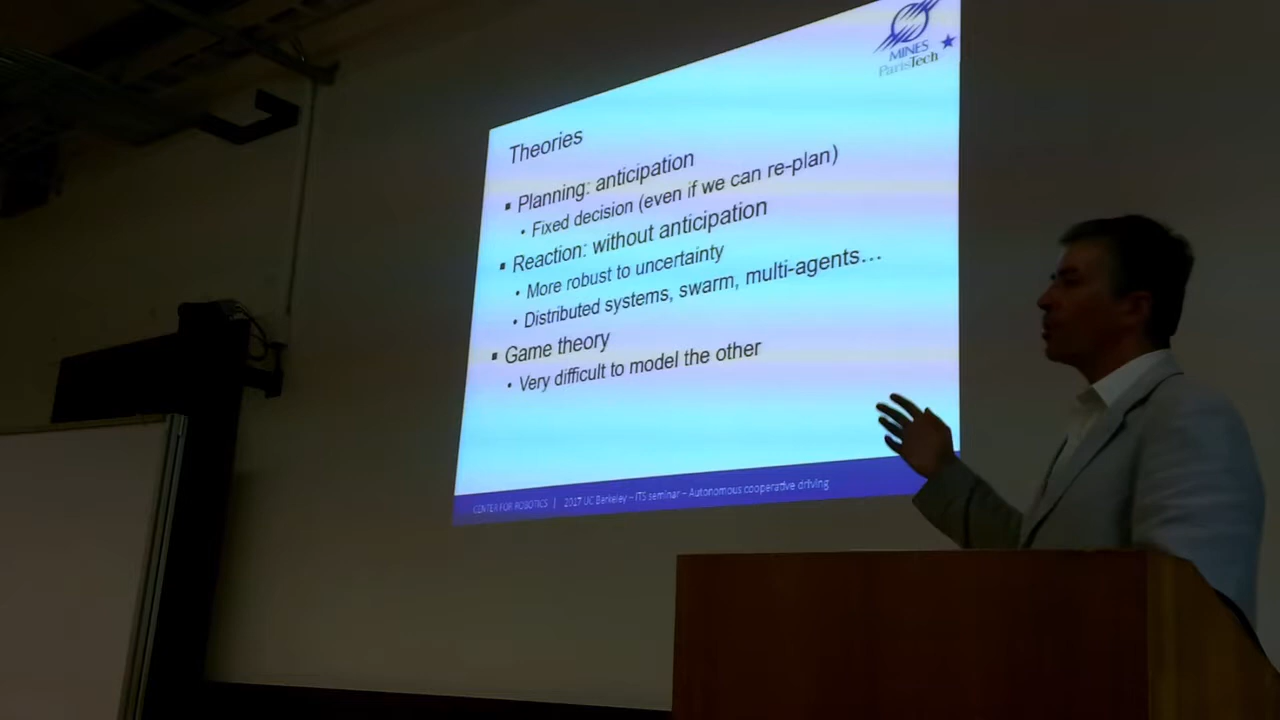 MINES
ParisTech
Theories
▪ Planning: anticipation
• Fixed decision (even if we can re-plan)
▪ Reaction: without anticipation
• More robust to uncertainty
• Distributed systems, swarm, multi-agents…
▪ Game theory
• Very difficult to model the other
CENTER FOR ROBOTICS | 2017 UC Berkeley – ITS seminar – Autonomous cooperative driving